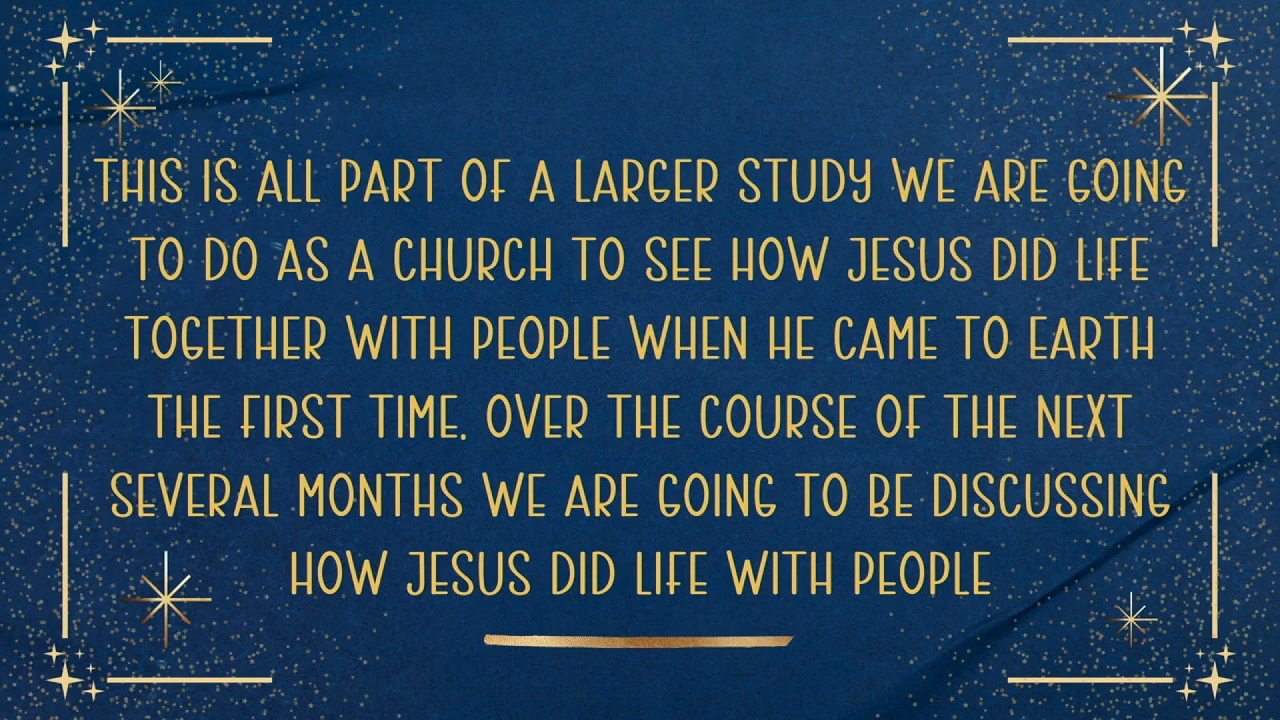 THIS IS ALL PART OF A LARGER STUDY WE ARE GOING
TO DO AS A CHURCH TO SEE HOW JESUS DID LIFE
TOGETHER WITH PEOPLE WHEN HE CAME TO EARTH
THE FIRST TIME. OVER THE COURSE OF THE NEXT
SEVERAL MONTHS WE ARE GOING TO BE DISCUSSING
HOW JESUS DID LIFE WITH PEOPLE